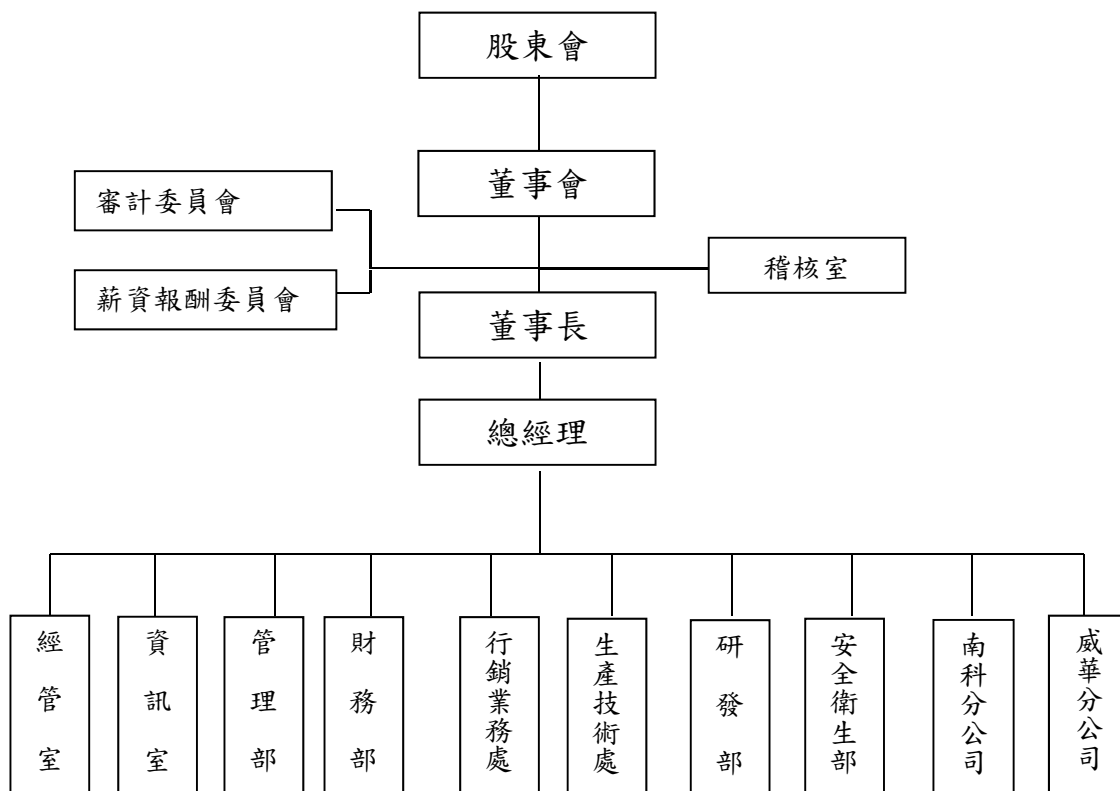 股東會
董事會
審計委員會
稽核室
薪資報酬委員會
董事長
總經理
經管室
資訊室
管理部
財務部
行銷業務處
生產技術處
研發部
安全衛生部
南科分公司
威華分公司